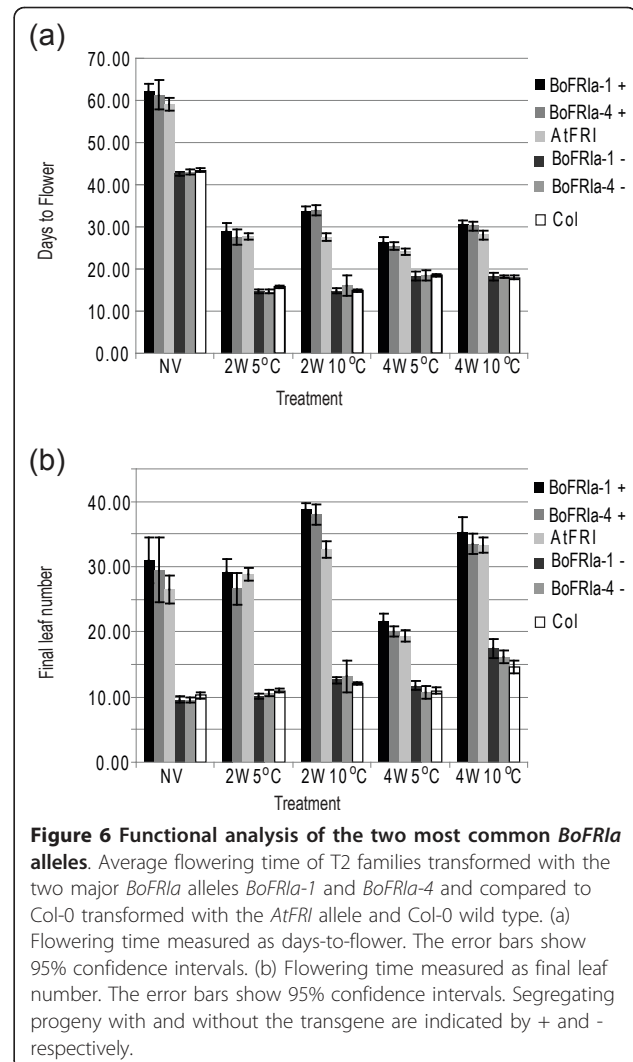 (a)
70.00
60.00
50.00
40.00
30.00
20.00
10.00
0.00
Days to Flower
NV 2W 5°C 2W 10 °C 4W 5°C 4W 10 °C
Treatment
BoFRIa-1 +
BoFRIa-4 +
AtFRI
BoFRIa-1 -
BoFRIa-4 -
Col
(b)
40.00
30.00
20.00
10.00
0.00
Final leaf number
NV 2W 5°C 2W 10 °C 4W 5°C 4W 10 °C
Treatment
BoFRIa-1 +
BoFRIa-4 +
AtFRI
BoFRIa-1 -
BoFRIa-4 -
Col
Figure 6 Functional analysis of the two most common BoFRIa
alleles. Average flowering time of T2 families transformed with the
two major BoFRIa alleles BoFRIa-1 and BoFRIa-4 and compared to
Col-0 transformed with the AtFRI allele and Col-0 wild type. (a)
Flowering time measured as days-to-flower. The error bars show
95% confidence intervals. (b) Flowering time measured as final leaf
number. The error bars show 95% confidence intervals. Segregating
progeny with and without the transgene are indicated by + and -
respectively.